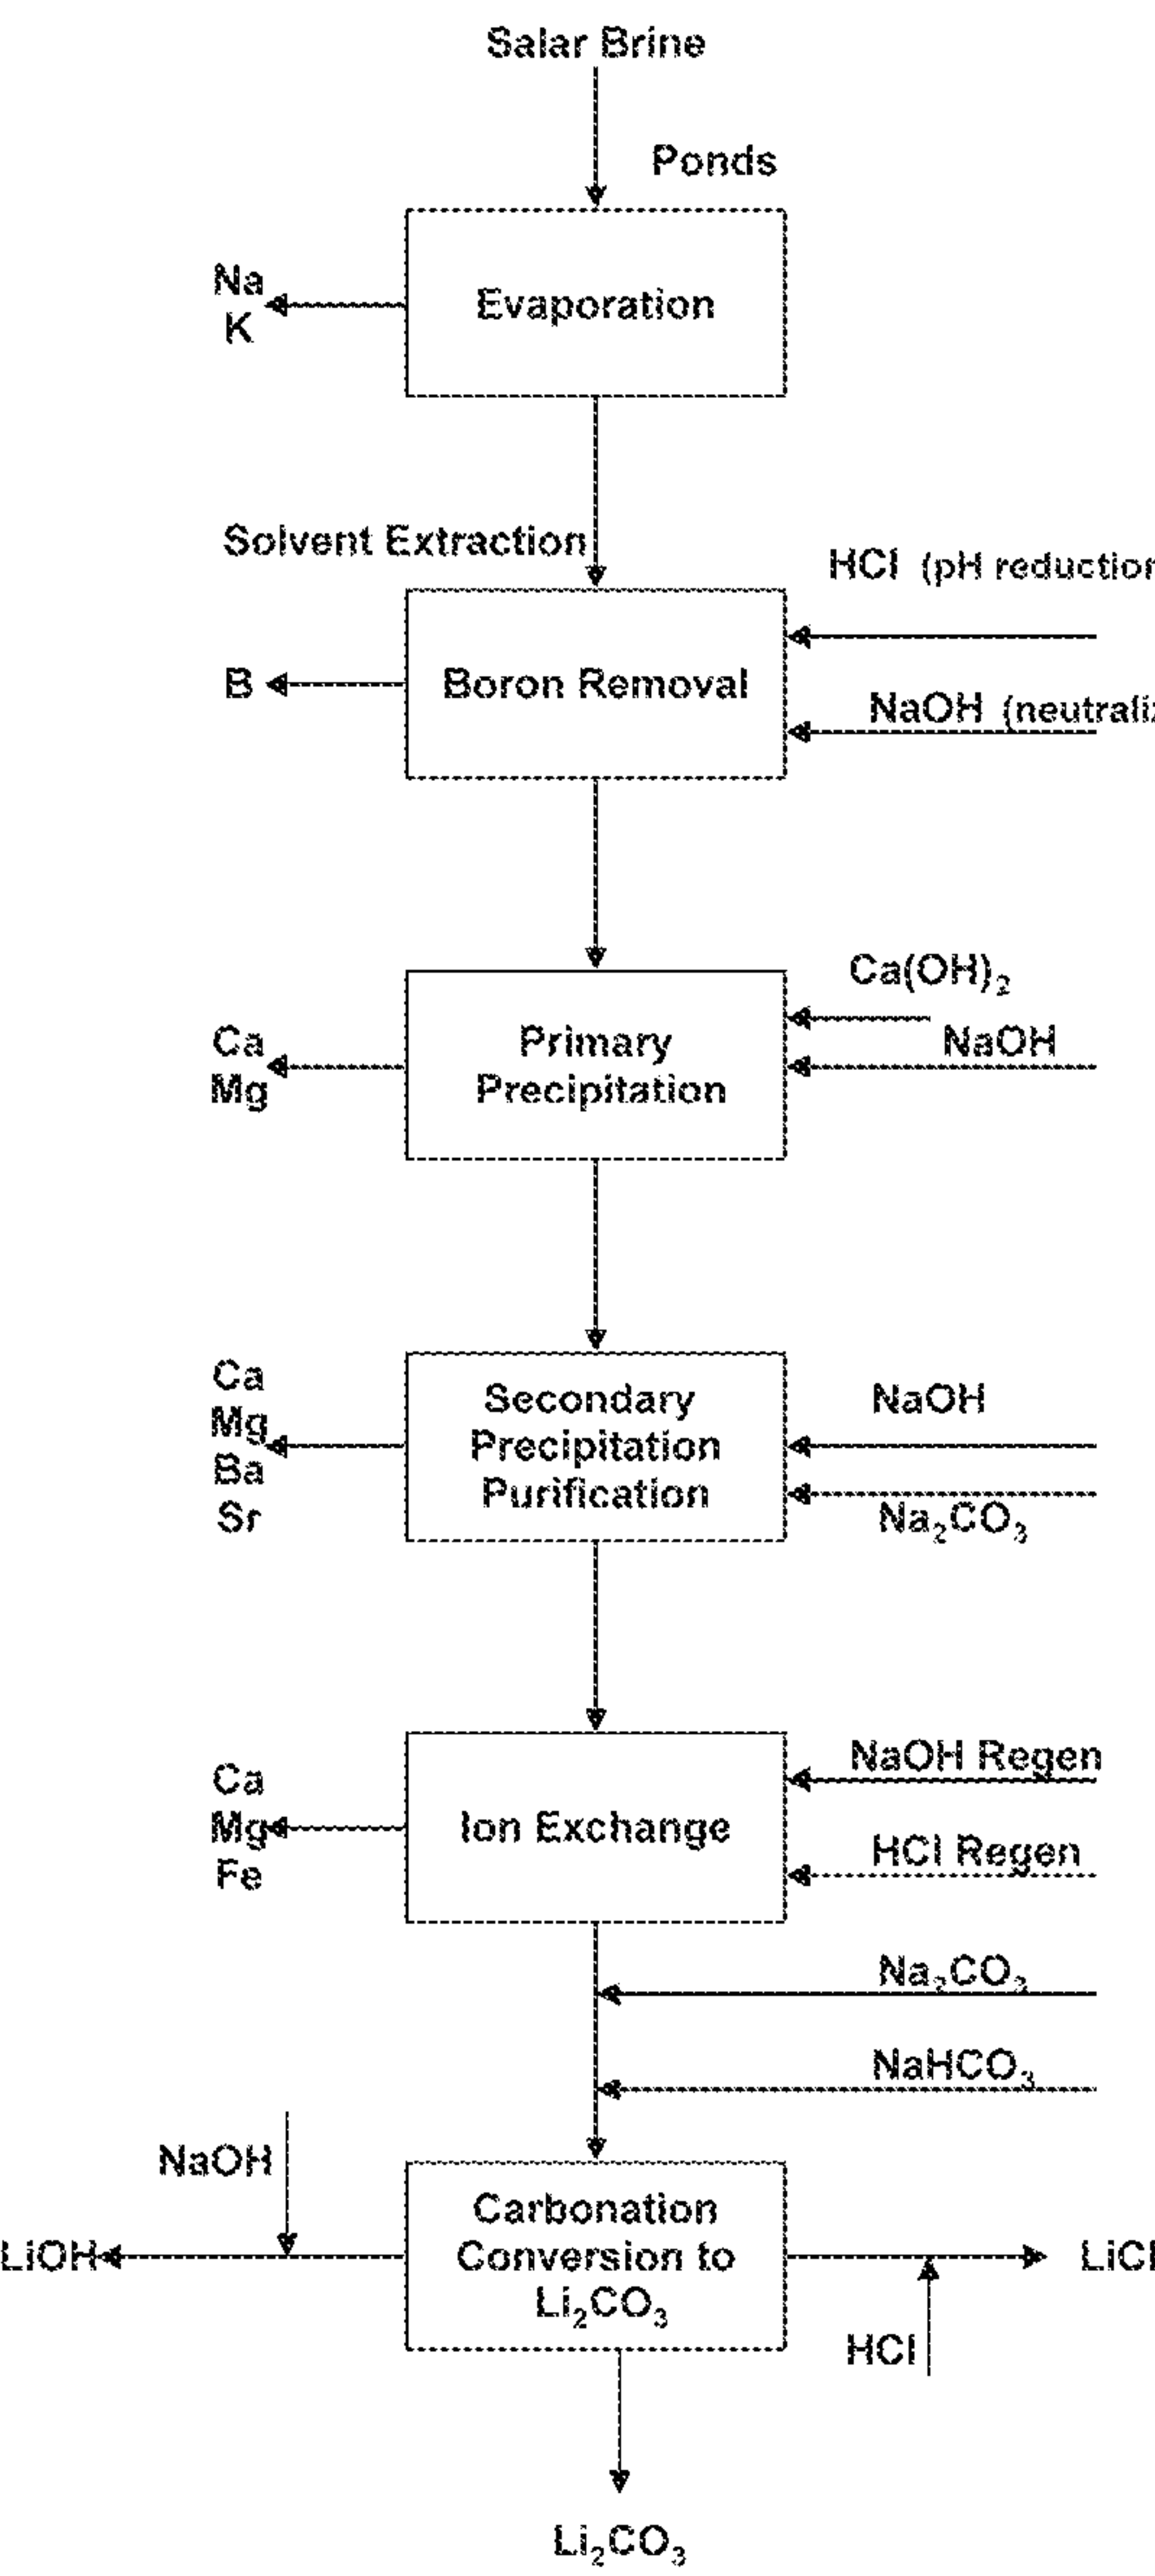 Salar Brine
Ponds
Evaporation
Na
K
Solvent Extraction
HCl (pH reduction
Boron Removal
B
NaOH (neutraliz
Ca(OH)₂
NaOH
Primary
Precipitation
Ca
Mg
Secondary
Precipitation
Purification
Ca
Mg
Ba
Sr
NaOH
Na₂CO₃
Ion Exchange
Ca
Mg
Fe
NaOH Regen
HCl Regen
Na₂CO₃
NaHCO₃
NaOH
Carbonation
Conversion to
Li₂CO₃
LiOH
LiCl
HCl
Li₂CO₃